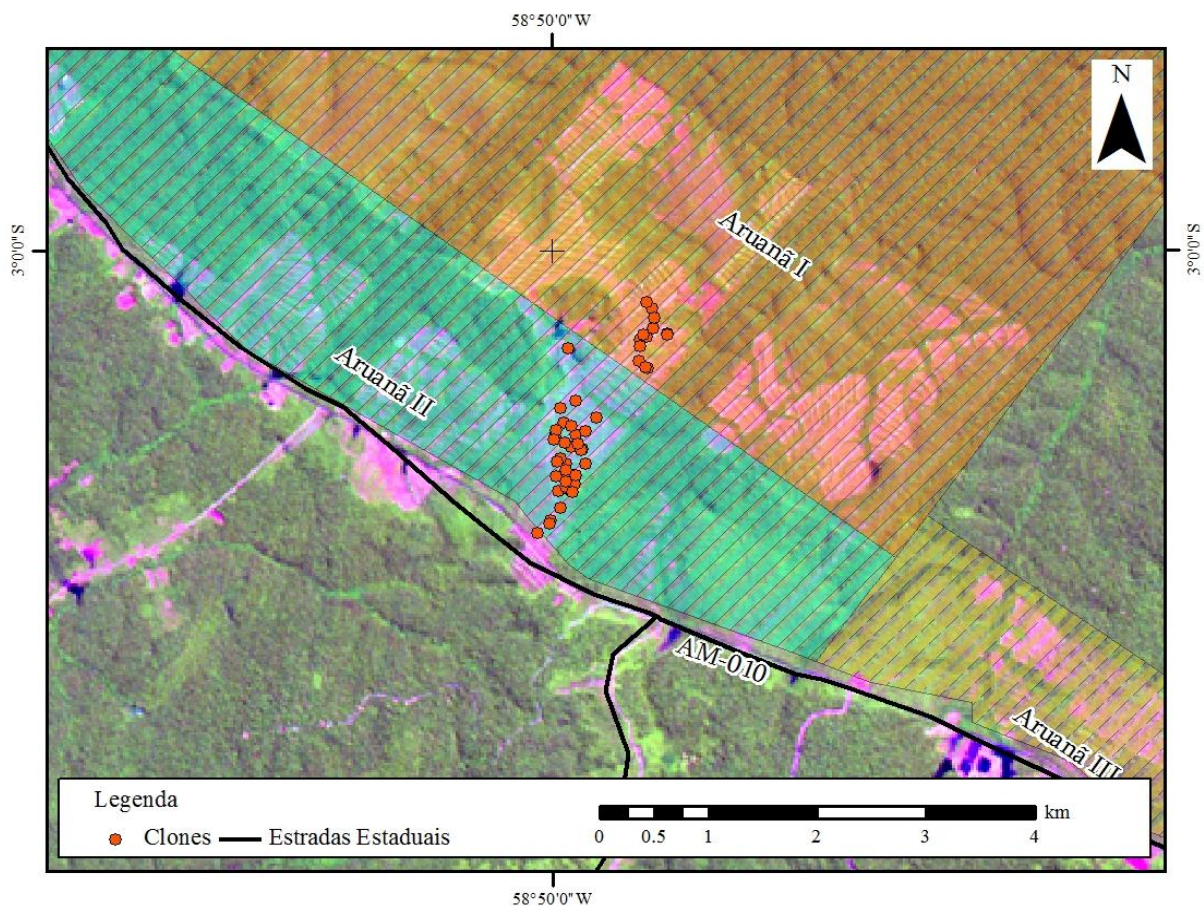 58°50'0"W
N
3°0'0"S
3°0'0"S
Aruanã I
Aruanã II
AM-010
Aruanã III
Legenda
Clones
Estradas Estaduais
km
0 0.5 1 2 3 4
58°50'0"W